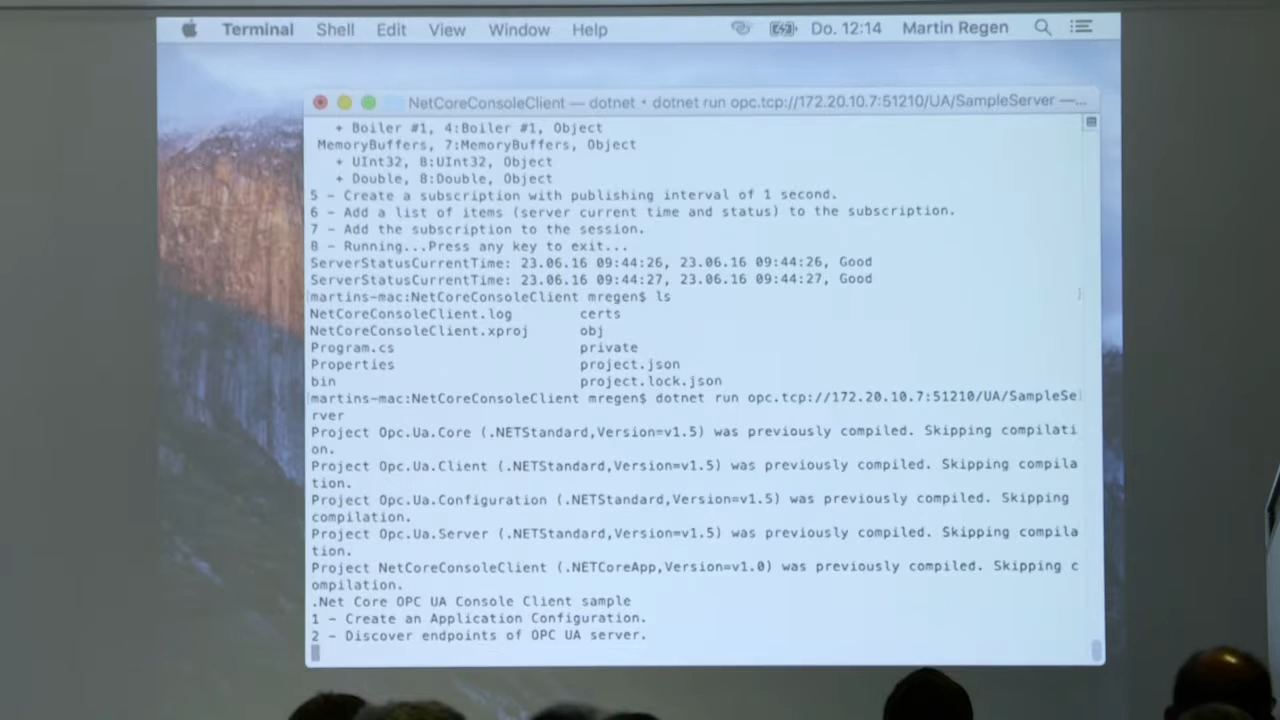 Terminal Shell Edit View Window Help Do. 12:14 Martin Regen
NetCoreConsoleClient — dotnet • dotnet run opc.tcp://172.20.10.7:51210/UA/SampleServer —...
+ Boiler #1, 4:Boiler #1, Object
MemoryBuffers, 7:MemoryBuffers, Object
+ UInt32, 8:UInt32, Object
+ Double, 8:Double, Object
5 - Create a subscription with publishing interval of 1 second.
6 - Add a list of items (server current time and status) to the subscription.
7 - Add the subscription to the session.
8 - Running...Press any key to exit...
ServerStatusCurrentTime: 23.06.16 09:44:26, 23.06.16 09:44:26, Good
ServerStatusCurrentTime: 23.06.16 09:44:27, 23.06.16 09:44:27, Good
[martins-mac:NetCoreConsoleClient mregen$ ls ]
NetCoreConsoleClient.log certs
NetCoreConsoleClient.xproj obj
Program.cs private
Properties project.json
bin project.lock.json
[martins-mac:NetCoreConsoleClient mregen$ dotnet run opc.tcp://172.20.10.7:51210/UA/SampleSe]
rver
Project Opc.Ua.Core (.NETStandard,Version=v1.5) was previously compiled. Skipping compilati
on.
Project Opc.Ua.Client (.NETStandard,Version=v1.5) was previously compiled. Skipping compila
tion.
Project Opc.Ua.Configuration (.NETStandard,Version=v1.5) was previously compiled. Skipping
compilation.
Project Opc.Ua.Server (.NETStandard,Version=v1.5) was previously compiled. Skipping compila
tion.
Project NetCoreConsoleClient (.NETCoreApp,Version=v1.0) was previously compiled. Skipping c
ompilation.
.Net Core OPC UA Console Client sample
1 - Create an Application Configuration.
2 - Discover endpoints of OPC UA server.